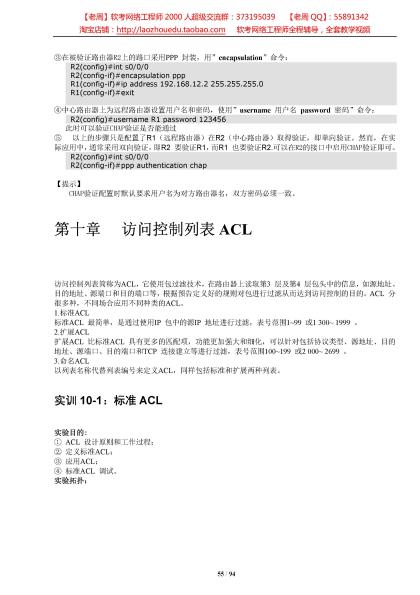 【老周】软考网络工程师 2000 人超级交流群：373195039 【老周 QQ】：55891342
淘宝店铺：http://laozhouedu.taobao.com 软考网络工程师全程辅导，全套教学视频
③在被验证路由器R2上的路口采用PPP 封装，用" encapsulation" 命令：
R2(config)#int s0/0/0
R2(config-if)#encapsulation ppp
R1(config-if)#ip address 192.168.12.2 255.255.255.0
R1(config-if)#exit
④中心路由器上为远程路由器设置用户名和密码，使用" username 用户名 password 密码" 命令：
R2(config)#username R1 password 123456
此时可以验证CHAP验证是否能通过
⑤ 以上的步骤只是配置了R1（远程路由器）在R2（中心路由器）取得验证，即单向验证。然而，在实
际应用中，通常采用双向验证，即R2 要验证R1，而R1 也要验证R2.可以在R2的接口中启用CHAP验证即可。
R2(config)#int s0/0/0
R2(config-if)#ppp authentication chap
【提示】
CHAP验证配置时默认要求用户名为对方路由器名，双方密码必须一致。
第十章 访问控制列表 ACL
访问控制列表简称为ACL，它使用包过滤技术，在路由器上读取第3 层及第4 层包头中的信息，如源地址、
目的地址、源端口和目的端口等，根据预告定义好的规则对包进行过滤从而达到访问控制的目的。ACL 分
很多种，不同场合应用不同种类的ACL。
1.标准ACL
标准ACL 最简单，是通过使用IP 包中的源IP 地址进行过滤，表号范围1~99 或1 300~ 1999 。
2.扩展ACL
扩展ACL 比标准ACL 具有更多的匹配项，功能更加强大和细化，可以针对包括协议类型、源地址、目的
地址、源端口、目的端口和TCP 连接建立等进行过滤，表号范围100~199 或2 000~ 2699 。
3.命名ACL
以列表名称代替列表编号来定义ACL，同样包括标准和扩展两种列表。
实训 10-1：标准 ACL
实验目的：
① ACL 设计原则和工作过程；
② 定义标准ACL；
③ 应用ACL；
④ 标准ACL 调试。
实验拓扑：
55 / 94